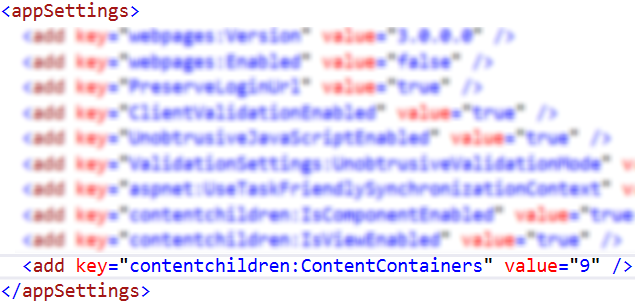 <appSettings>
<add key="webpages:Version" value="3.0.0.0" />
<add key="webpages:Enabled" value="false" />
<add key="PreserveLoginUrl" value="true" />
<add key="ClientValidationEnabled" value="true" />
<add key="UnobtrusiveJavaScriptEnabled" value="true" />
<add key="ValidationSettings:UnobtrusiveValidationMode"
<add key="aspnet:UseTaskFriendlySynchronizationContext"
<add key="contentchildren:IsComponentEnabled" value="true
<add key="contentchildren:IsViewEnabled" value="true" />
<add key="contentchildren:ContentContainers" value="9" />
</appSettings>